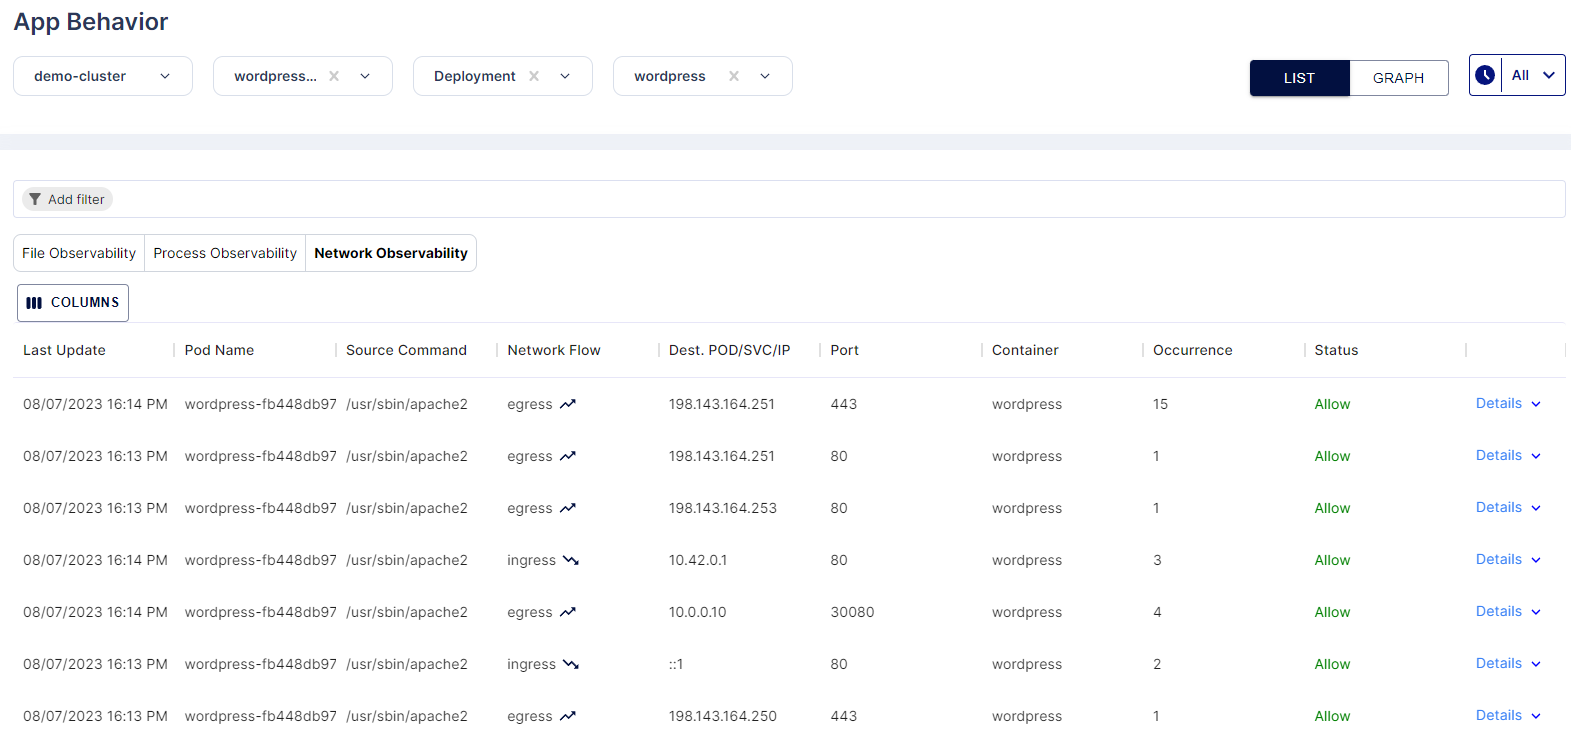 App Behavior
demo-cluster wordpress... Deployment wordpress LIST GRAPH All
Add filter
File Observability Process Observability Network Observability
COLUMNS
Last Update Pod Name Source Command Network Flow Dest. POD/SVC/IP Port Container Occurrence Status
08/07/2023 16:14 PM wordpress-fb448db97 /usr/sbin/apache2 egress 198.143.164.251 443 wordpress 15 Allow Details
08/07/2023 16:13 PM wordpress-fb448db97 /usr/sbin/apache2 egress 198.143.164.251 80 wordpress 1 Allow Details
08/07/2023 16:13 PM wordpress-fb448db97 /usr/sbin/apache2 egress 198.143.164.253 80 wordpress 1 Allow Details
08/07/2023 16:14 PM wordpress-fb448db97 /usr/sbin/apache2 ingress 10.42.0.1 80 wordpress 3 Allow Details
08/07/2023 16:14 PM wordpress-fb448db97 /usr/sbin/apache2 egress 10.0.0.10 30080 wordpress 4 Allow Details
08/07/2023 16:13 PM wordpress-fb448db97 /usr/sbin/apache2 ingress ::1 80 wordpress 2 Allow Details
08/07/2023 16:13 PM wordpress-fb448db97 /usr/sbin/apache2 egress 198.143.164.250 443 wordpress 1 Allow Details